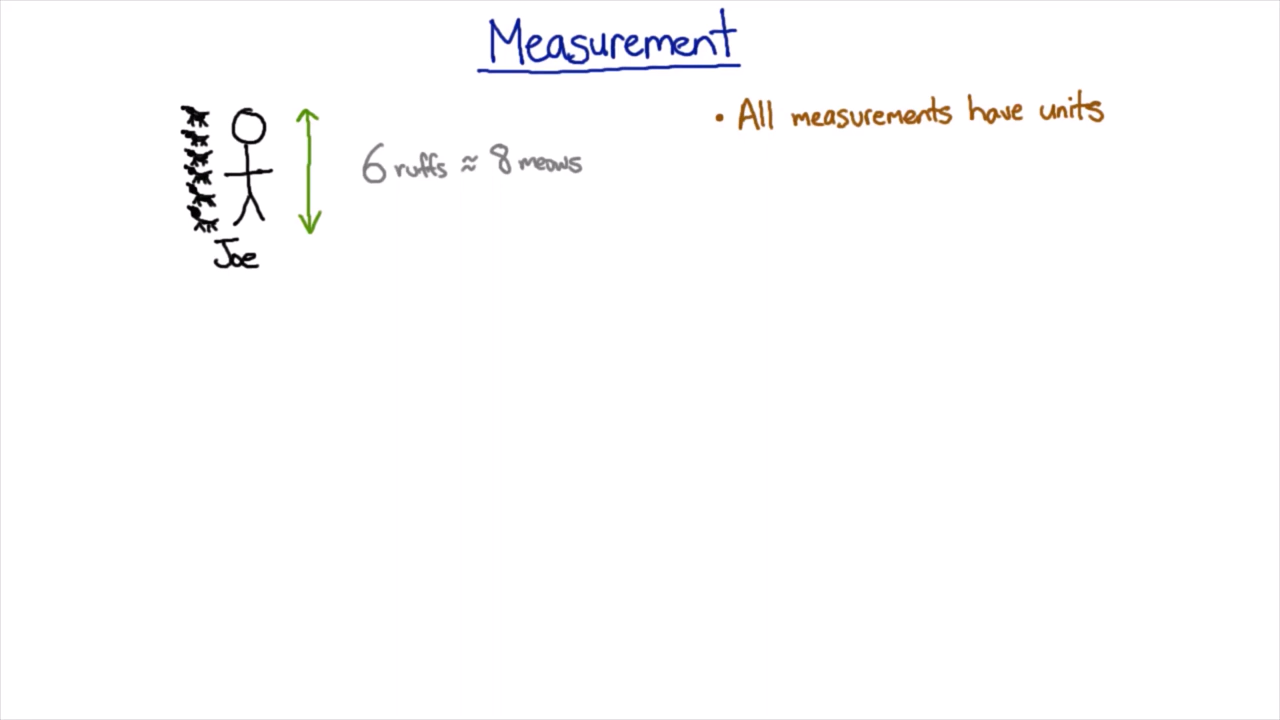 Measurement
• All measurements have units
6 ruffs ≈ 8 meows
Joe